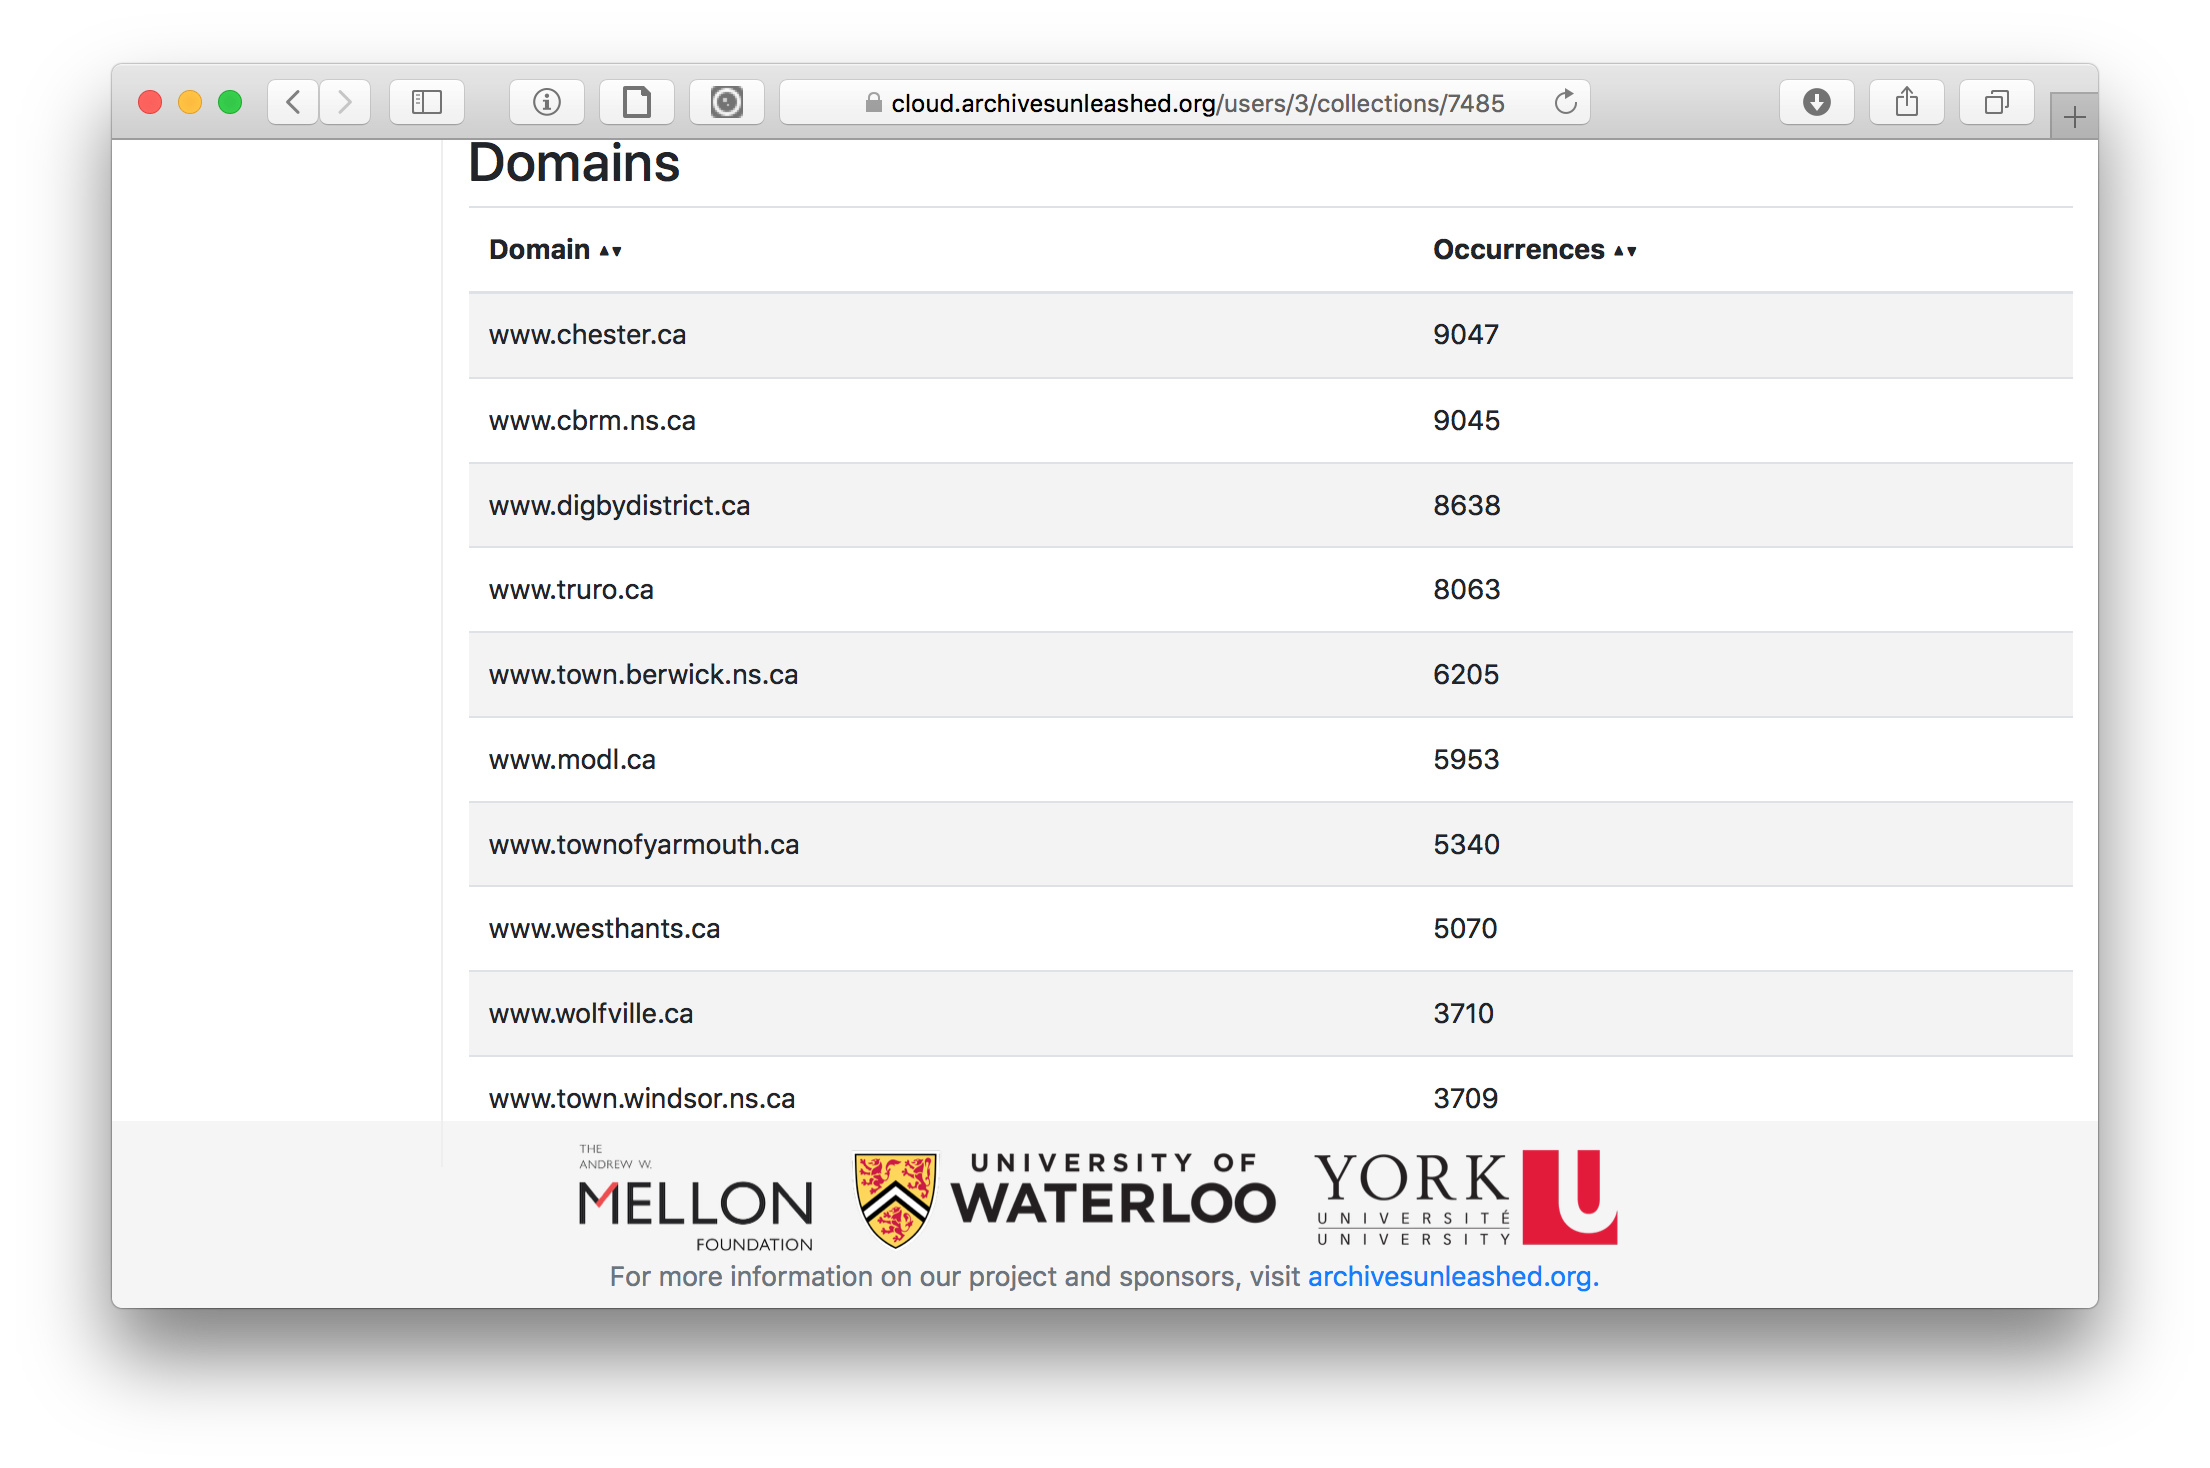 cloud.archivesunleashed.org/users/3/collections/7485
Domains
Domain ▲▼ Occurrences ▲▼
www.chester.ca 9047
www.cbrm.ns.ca 9045
www.digbydistrict.ca 8638
www.truro.ca 8063
www.town.berwick.ns.ca 6205
www.modl.ca 5953
www.townofyarmouth.ca 5340
www.westhants.ca 5070
www.wolfville.ca 3710
www.town.windsor.ns.ca 3709
THE
ANDREW W.
MELLON
FOUNDATION
UNIVERSITY OF
WATERLOO
YORK
UNIVERSITÉ
UNIVERSITY
U
For more information on our project and sponsors, visit archivesunleashed.org.